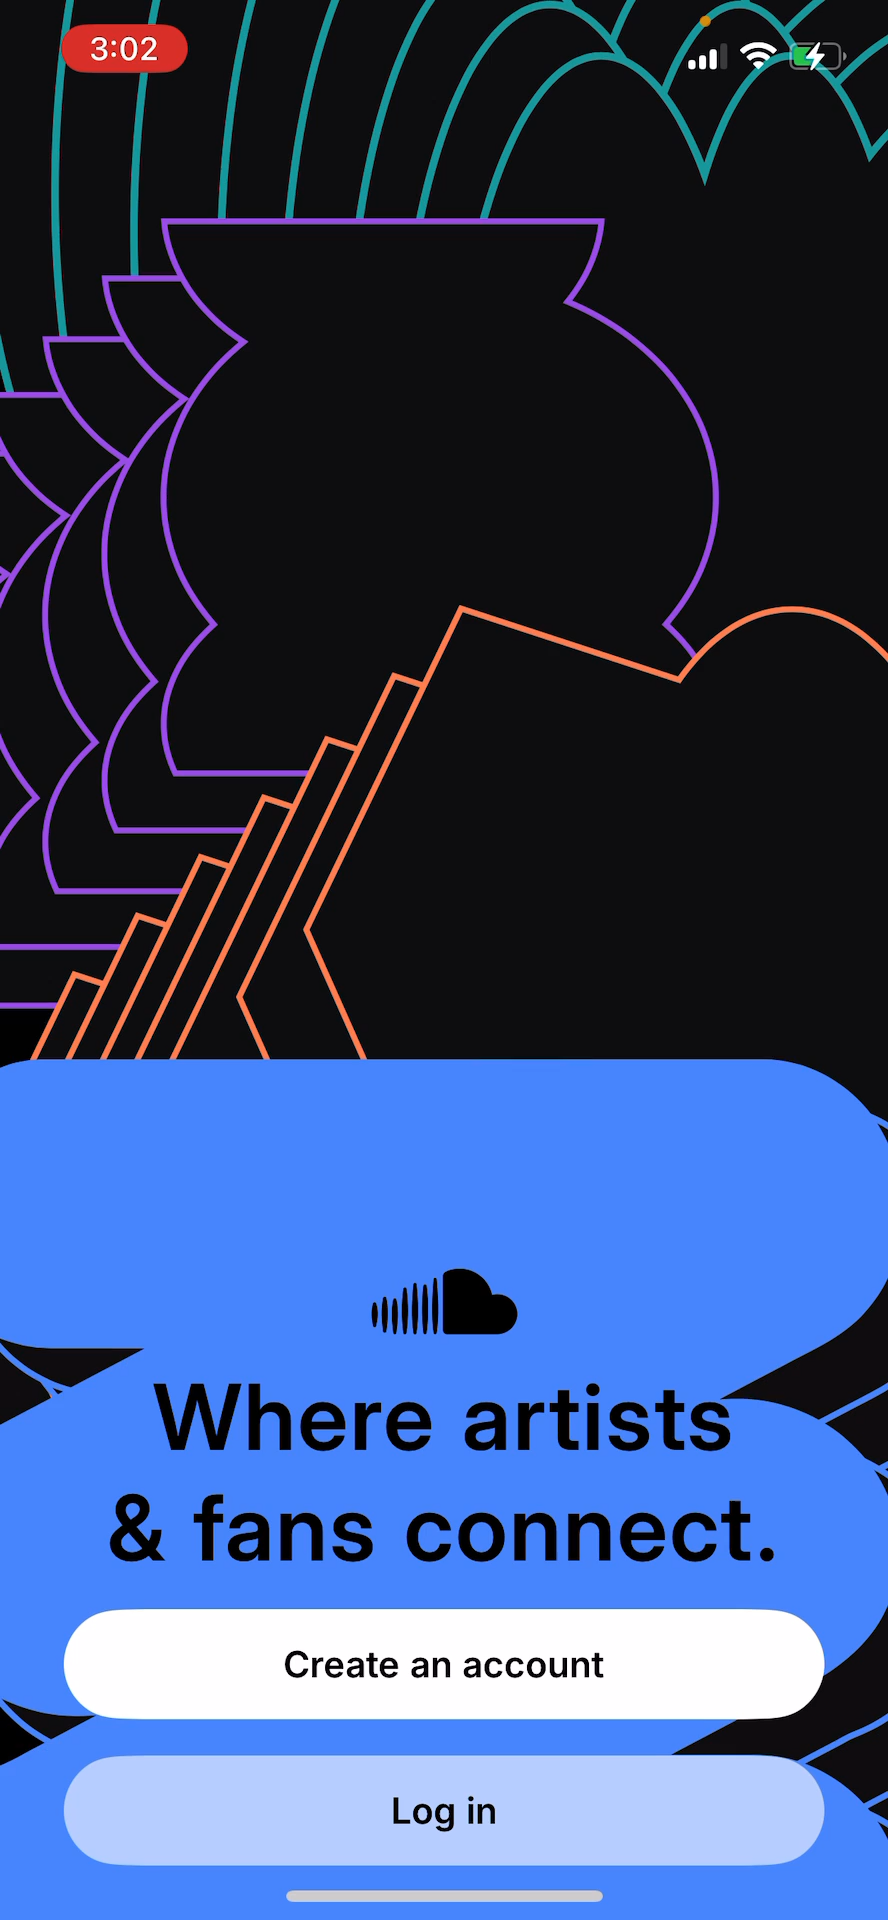 3:02
Where artists
& fans connect.
Create an account
Log in